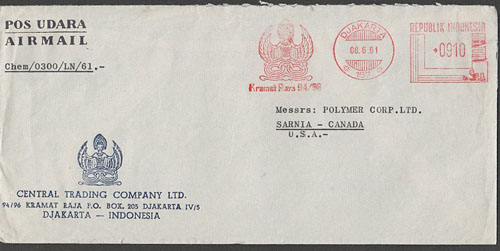 POS UDARA
AIRMAIL
Chem/0300/LN/61.-
Kramat Raya 94/96
DJAKARTA
08.6.61
REPUBLIK INDONESIA
0910
Messrs: POLYMER CORP.LTD.
SARNIA - CANADA
U.S.A.-
CENTRAL TRADING COMPANY LTD.
94/96 KRAMAT RAJA P.O. BOX. 205 DJAKARTA IV/5
DJAKARTA — INDONESIA